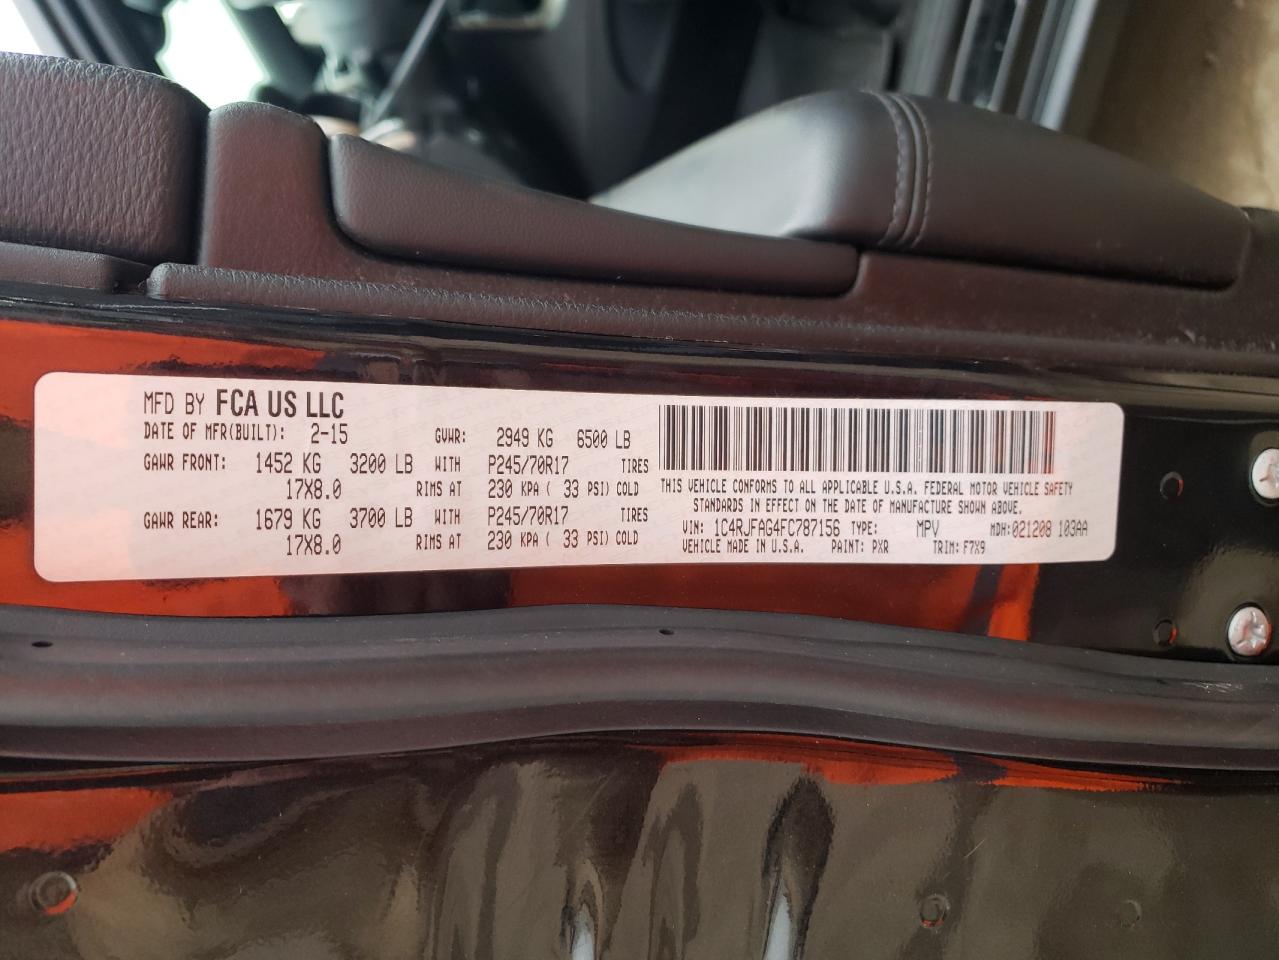 MFD BY FCA US LLC
DATE OF MFR(BUILT): 2-15 GVWR: 2949 KG 6500 LB
GAWR FRONT: 1452 KG 3200 LB WITH P245/70R17 TIRES
17X8.0 RIMS AT 230 KPA ( 33 PSI) COLD
GAWR REAR: 1679 KG 3700 LB WITH P245/70R17 TIRES
17X8.0 RIMS AT 230 KPA ( 33 PSI) COLD
THIS VEHICLE CONFORMS TO ALL APPLICABLE U.S.A. FEDERAL MOTOR VEHICLE SAFETY
STANDARDS IN EFFECT ON THE DATE OF MANUFACTURE SHOWN ABOVE.
VIN: 1C4RJFAG4FC787156 TYPE: MPV MDH:021208 103AA
VEHICLE MADE IN U.S.A. PAINT: PXR TRIM: F7X9